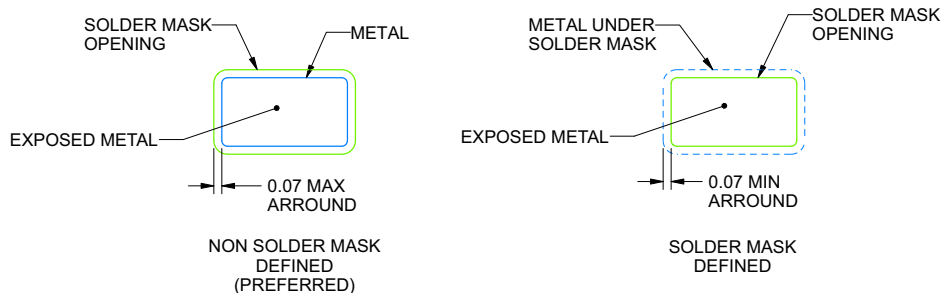 SOLDER MASK
OPENING
METAL
EXPOSED METAL
0.07 MAX
ARROUND
NON SOLDER MASK
DEFINED
(PREFERRED)
METAL UNDER
SOLDER MASK
SOLDER MASK
OPENING
EXPOSED METAL
0.07 MIN
ARROUND
SOLDER MASK
DEFINED